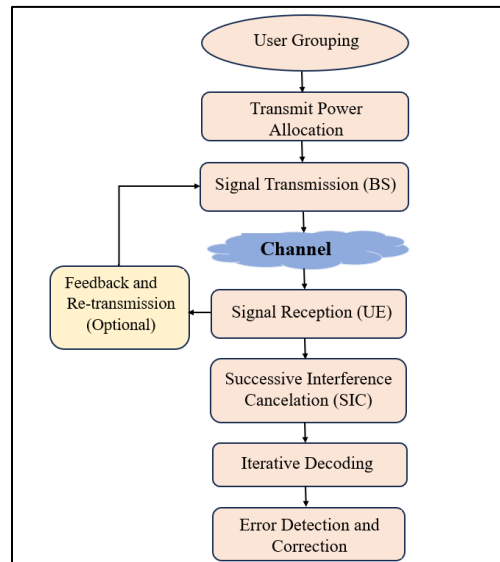 User Grouping
Transmit Power
Allocation
Signal Transmission (BS)
Channel
Feedback and
Re-transmission
(Optional)
Signal Reception (UE)
Successive Interference
Cancelation (SIC)
Iterative Decoding
Error Detection and
Correction